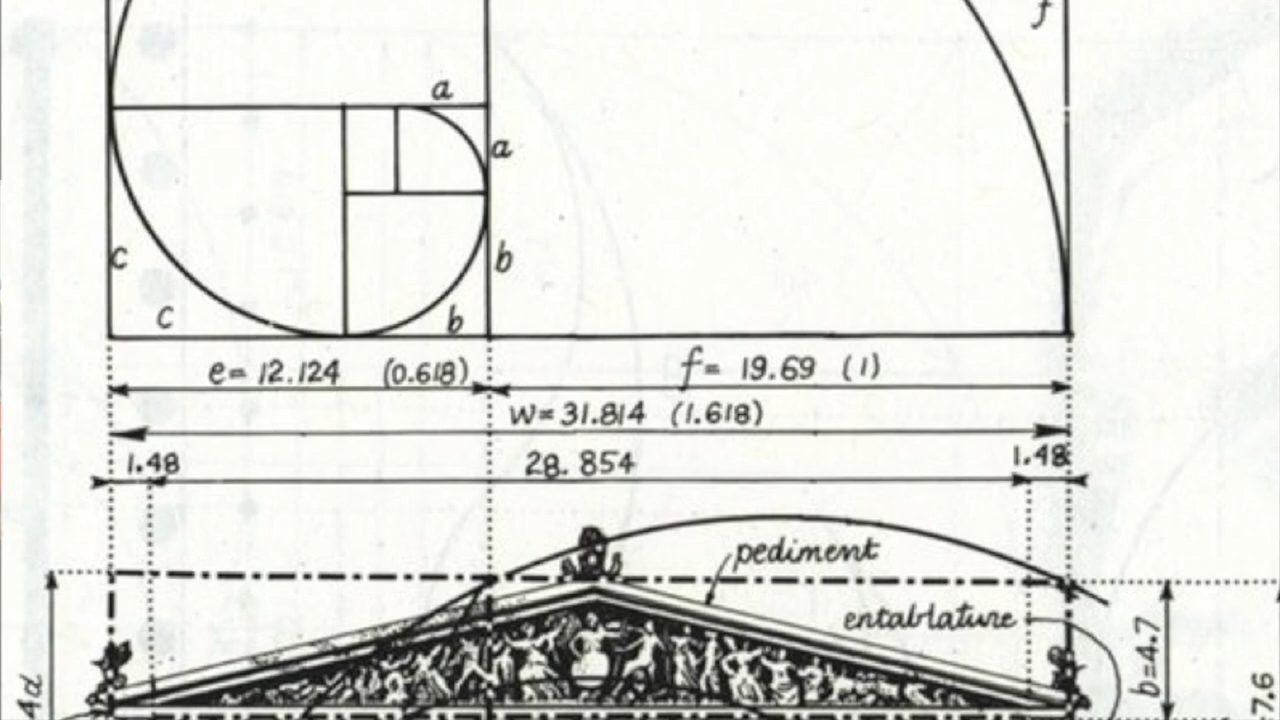 f
a
a
c
b
c
b
e= 12.124 (0.618)
f= 19.69 (1)
w=31.814 (1.618)
1.48
28.854
1.48
pediment
entablature
b=4.7
7.6
4d